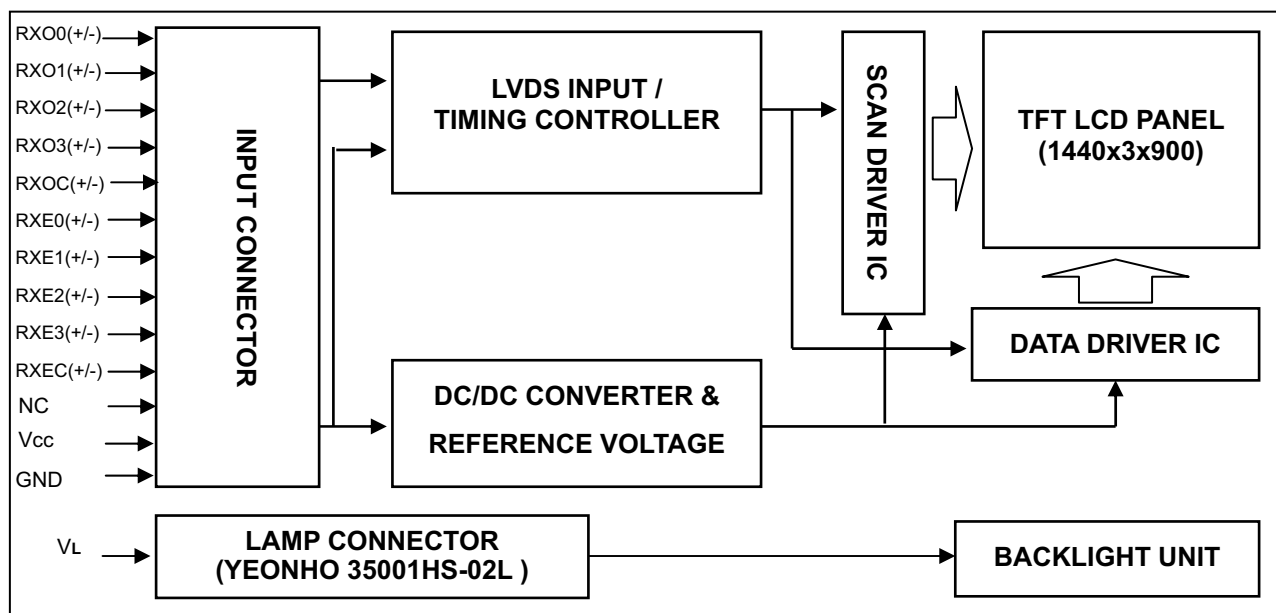 RXO0(+/-)
RXO1(+/-)
RXO2(+/-)
RXO3(+/-)
RXOC(+/-)
RXE0(+/-)
RXE1(+/-)
RXE2(+/-)
RXE3(+/-)
RXEC(+/-)
NC
Vcc
GND
VL
INPUT CONNECTOR
LVDS INPUT /
TIMING CONTROLLER
DC/DC CONVERTER &
REFERENCE VOLTAGE
SCAN DRIVER IC
TFT LCD PANEL
(1440x3x900)
DATA DRIVER IC
LAMP CONNECTOR
(YEONHO 35001HS-02L )
BACKLIGHT UNIT